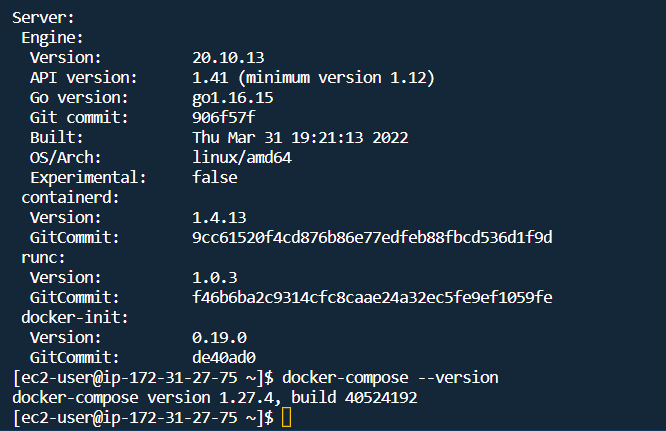 Server:
Engine:
Version: 20.10.13
API version: 1.41 (minimum version 1.12)
Go version: go1.16.15
Git commit: 906f57f
Built: Thu Mar 31 19:21:13 2022
OS/Arch: linux/amd64
Experimental: false
containerd:
Version: 1.4.13
GitCommit: 9cc61520f4cd876b86e77edfeb88fbcd536d1f9d
runc:
Version: 1.0.3
GitCommit: f46b6ba2c9314cfc8caae24a32ec5fe9ef1059fe
docker-init:
Version: 0.19.0
GitCommit: de40ad0
[ec2-user@ip-172-31-27-75 ~]$ docker-compose --version
docker-compose version 1.27.4, build 40524192
[ec2-user@ip-172-31-27-75 ~]$